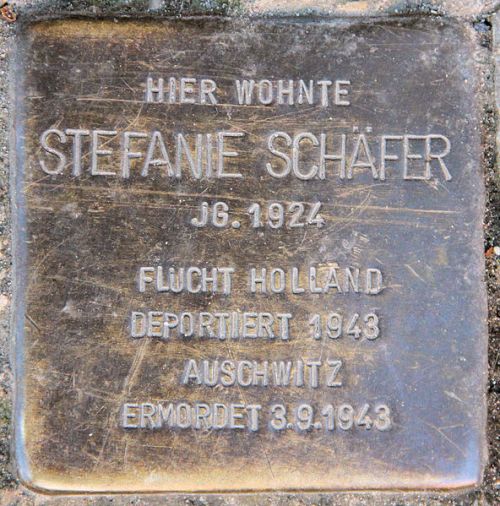 HIER WOHNTE
STEFANIE SCHÄFER
JG. 1924
FLUCHT HOLLAND
DEPORTIERT 1943
AUSCHWITZ
ERMORDET 3.9.1943